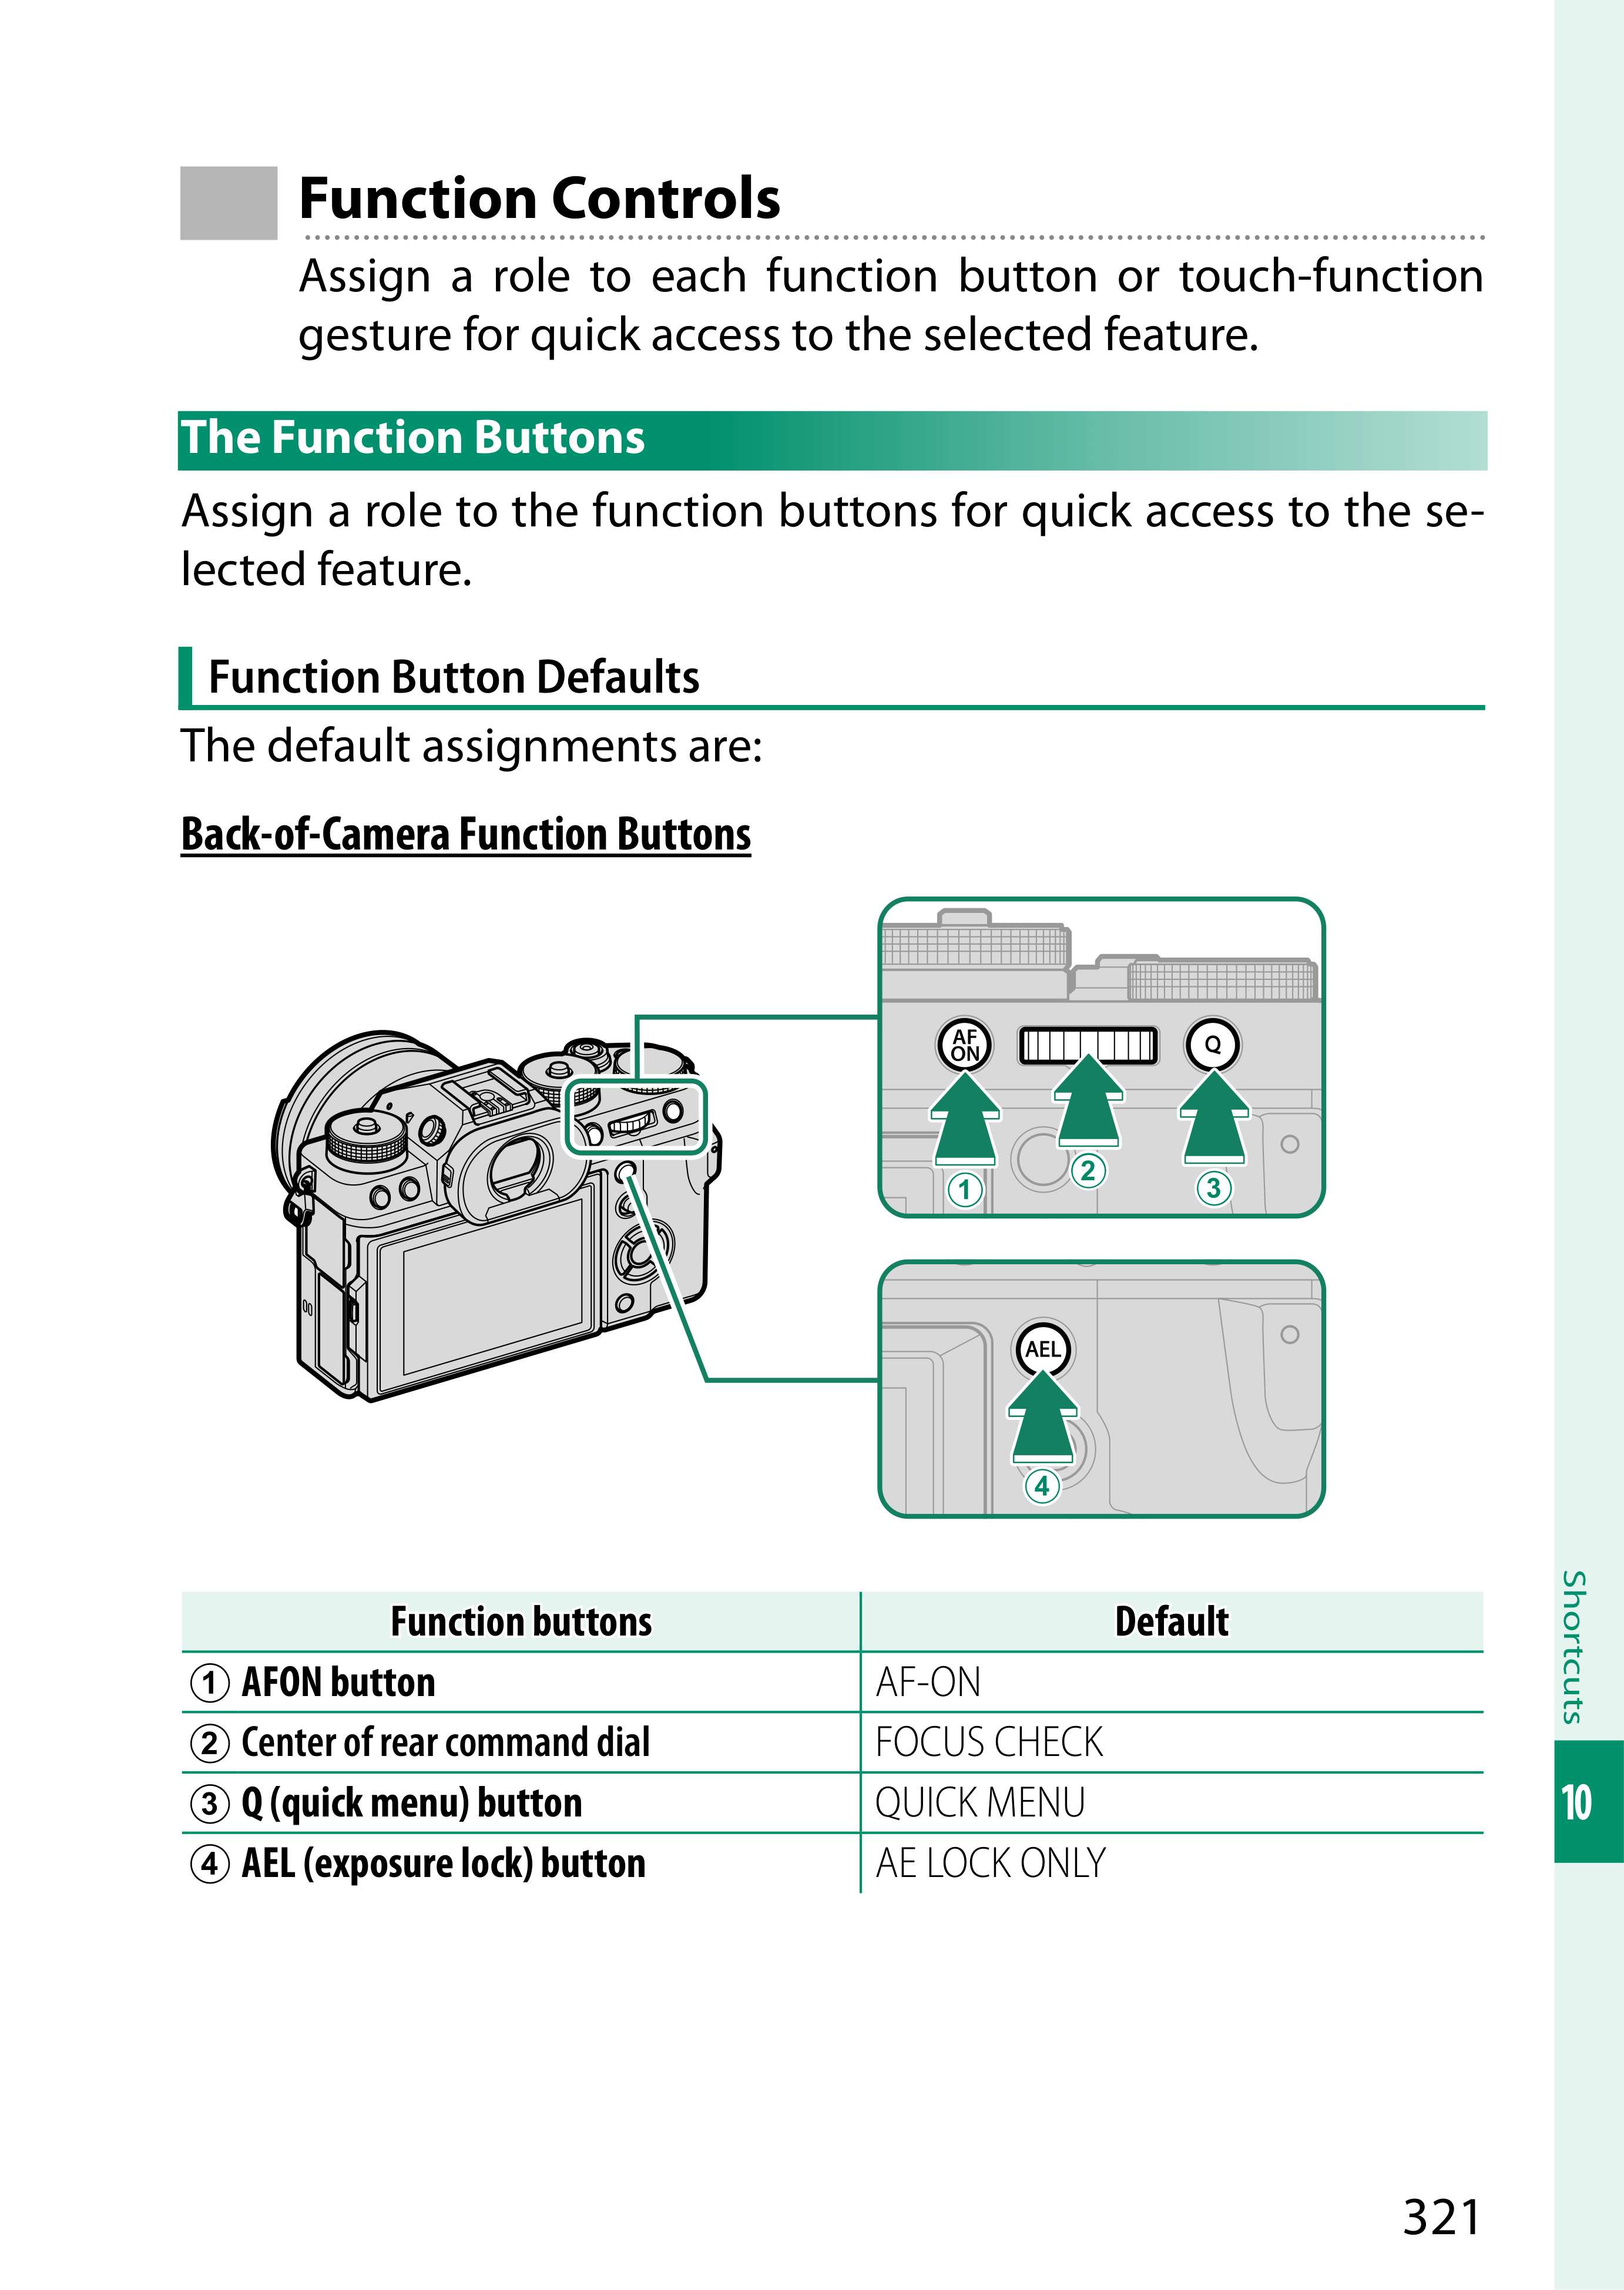 Function Controls
Assign a role to each function button or touch-function
gesture for quick access to the selected feature.
The Function Buttons
Assign a role to the function buttons for quick access to the se-
lected feature.
Function Button Defaults
The default assignments are:
Back-of-Camera Function Buttons
AF
ON
Q
1
2
3
AEL
4
Function buttons Default
1 AFON button AF-ON
2 Center of rear command dial FOCUS CHECK
3 Q (quick menu) button QUICK MENU
4 AEL (exposure lock) button AE LOCK ONLY
Shortcuts
10
321